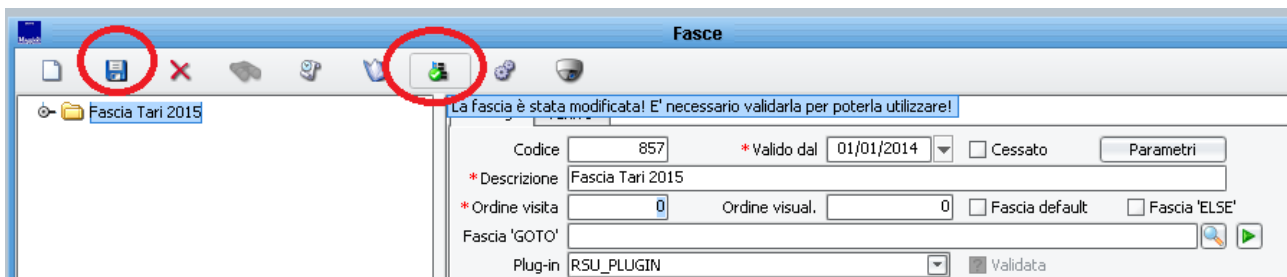 Fasce
Fascia Tari 2015
La fascia è stata modificata! E' necessario validarla per poterla utilizzare!
Codice 857 *Valido dal 01/01/2014 Cessato Parametri
*Descrizione Fascia Tari 2015
*Ordine visita 0 Ordine visual. 0 Fascia default Fascia 'ELSE'
Fascia 'GOTO'
Plug-in RSU_PLUGIN ? Validata